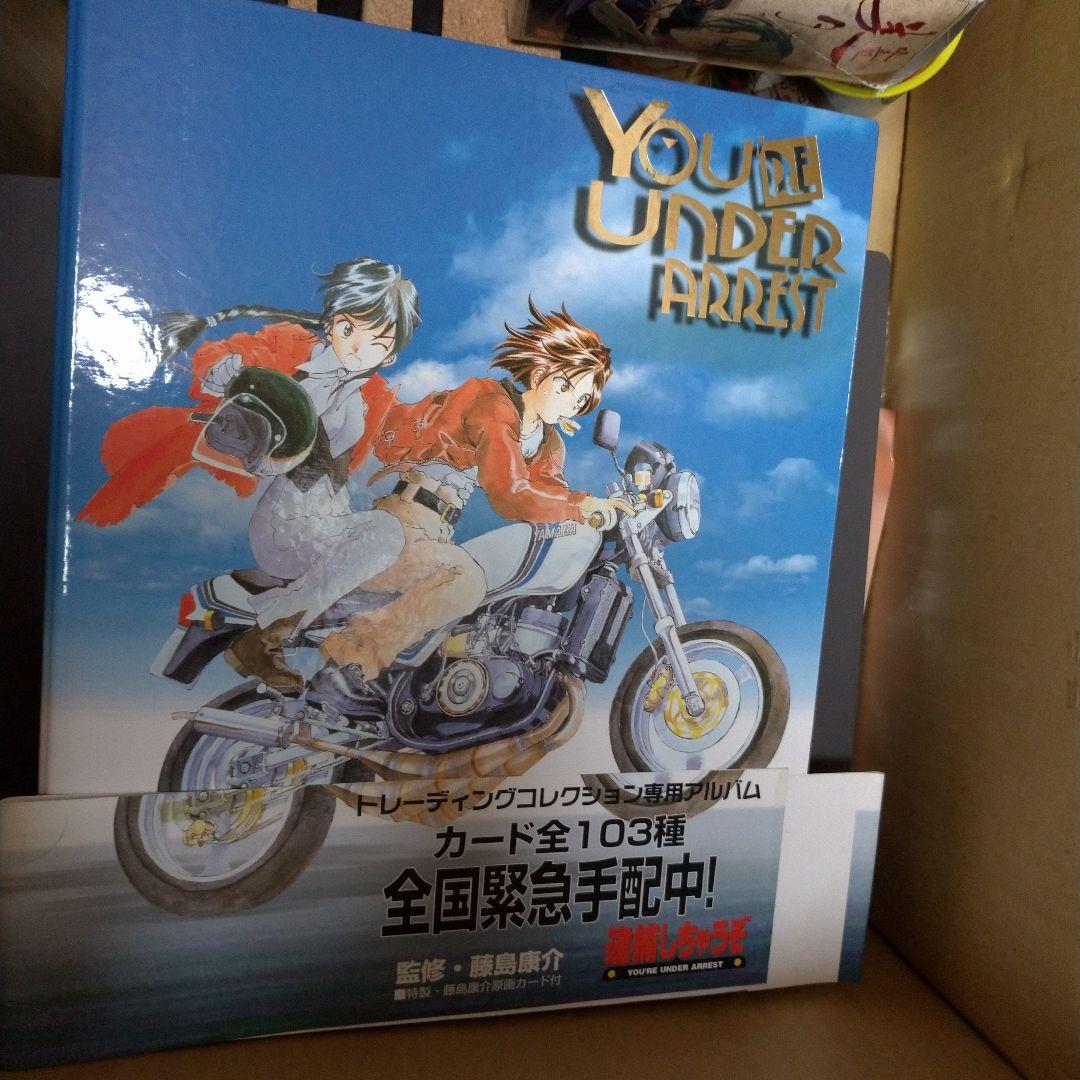 YOU'RE
UNDER
ARREST
YAMAHA
トレーディングコレクション専用アルバム
カード全103種
全国緊急手配中!
監修・藤島康介
■特製・藤島康介原画カード付
逮捕しちゃうぞ
YOU'RE UNDER ARREST